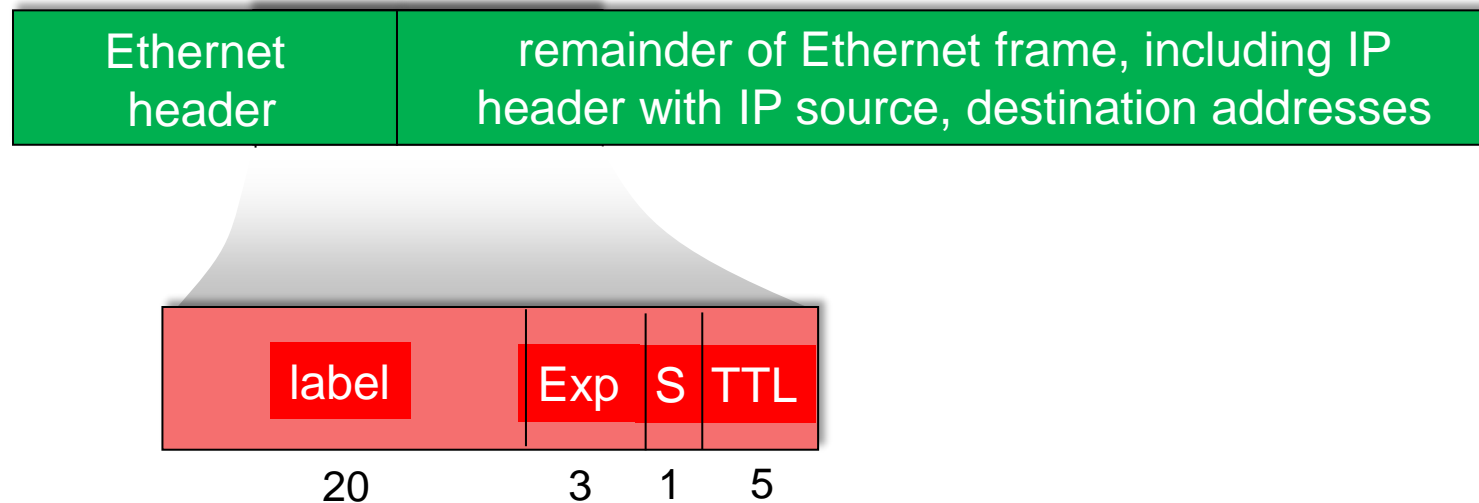 Ethernet
header
remainder of Ethernet frame, including IP
header with IP source, destination addresses
label Exp S TTL
20 3 1 5